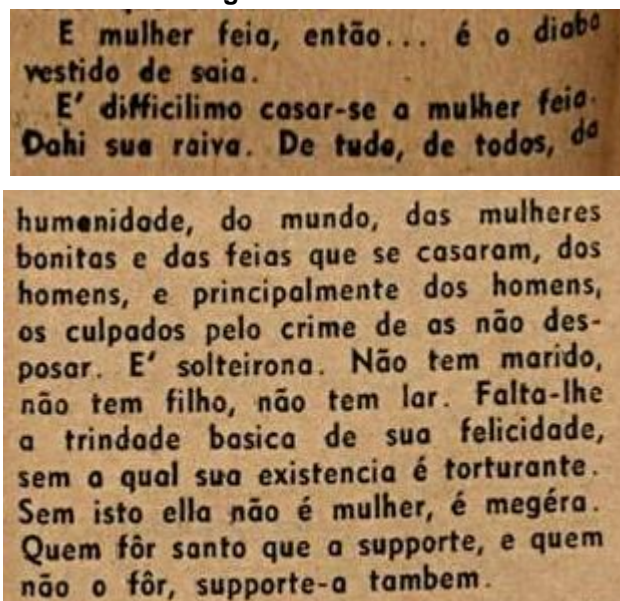 E mulher feia, então... é o diabo
vestido de saia.
E' difficilimo casar-se a mulher feia.
Dahi sua raiva. De tudo, de todos, da
humanidade, do mundo, das mulheres
bonitas e das feias que se casaram, dos
homens, e principalmente dos homens,
os culpados pelo crime de as não des-
posar. E' solteirona. Não tem marido,
não tem filho, não tem lar. Falta-lhe
a trindade basica de sua felicidade,
sem a qual sua existencia é torturante.
Sem isto ella não é mulher, é megéra.
Quem fôr santo que a supporte, e quem
não o fôr, supporte-a tambem.